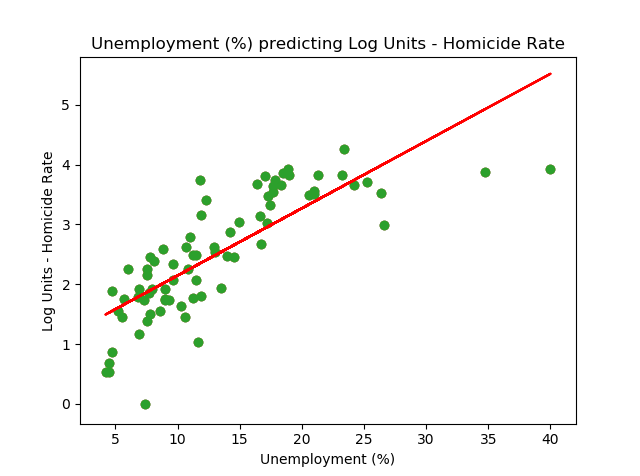 Unemployment (%) predicting Log Units - Homicide Rate
Log Units - Homicide Rate
5
4
3
2
1
0
5 10 15 20 25 30 35 40
Unemployment (%)